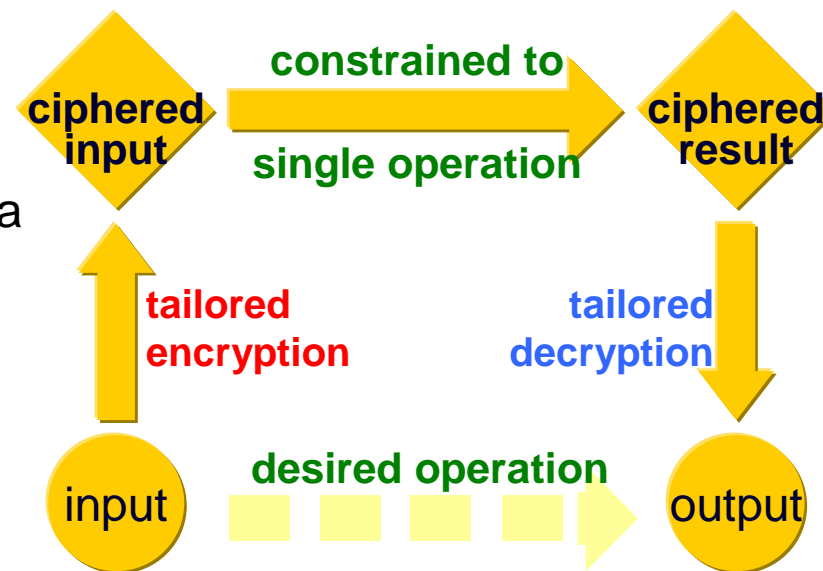 constrained to
ciphered
input
ciphered
result
single operation
a
tailored
encryption
tailored
decryption
desired operation
input
output